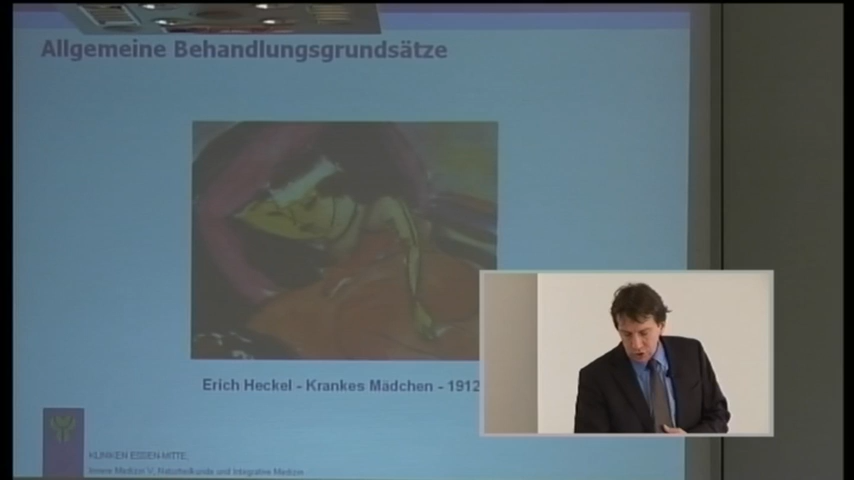 Allgemeine Behandlungsgrundsätze
Erich Heckel - Krankes Mädchen - 1912
KLINIKEN ESSEN-MITTE,
Innere Medizin V, Naturheilkunde und Integrative Medizin